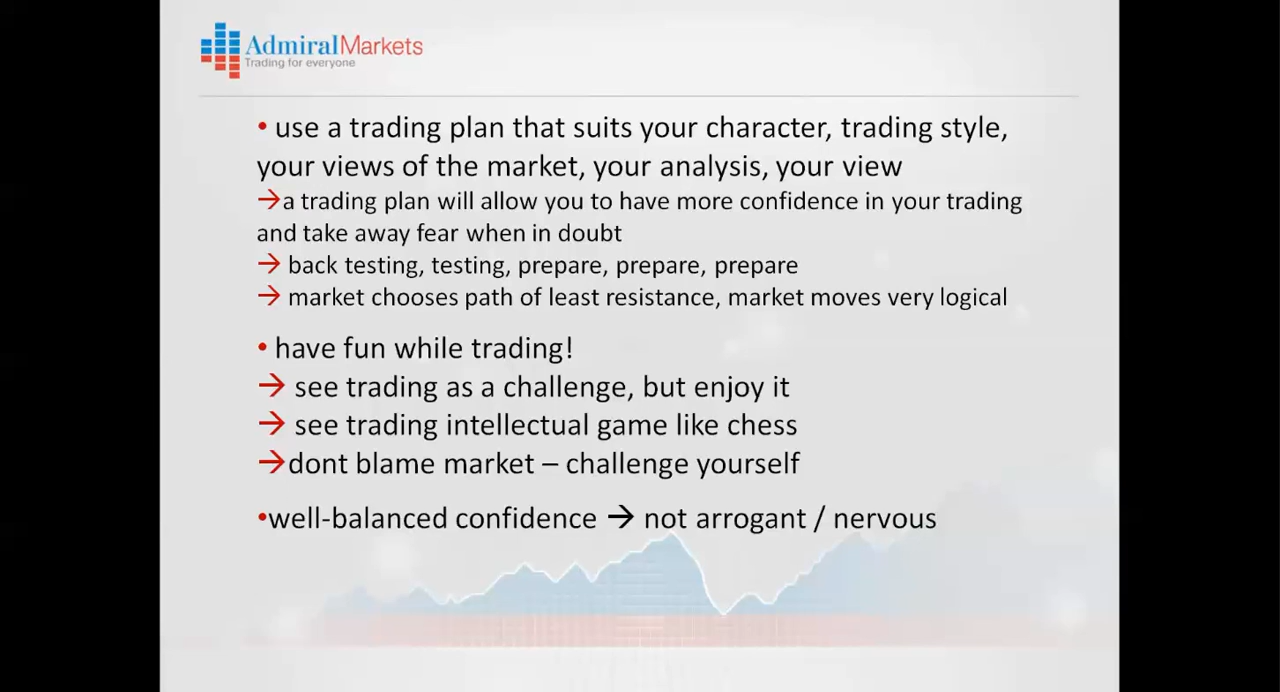 AdmiralMarkets
Trading for everyone
• use a trading plan that suits your character, trading style,
your views of the market, your analysis, your view
→a trading plan will allow you to have more confidence in your trading
and take away fear when in doubt
→ back testing, testing, prepare, prepare, prepare
→ market chooses path of least resistance, market moves very logical
• have fun while trading!
→ see trading as a challenge, but enjoy it
→ see trading intellectual game like chess
→dont blame market – challenge yourself
•well-balanced confidence → not arrogant / nervous